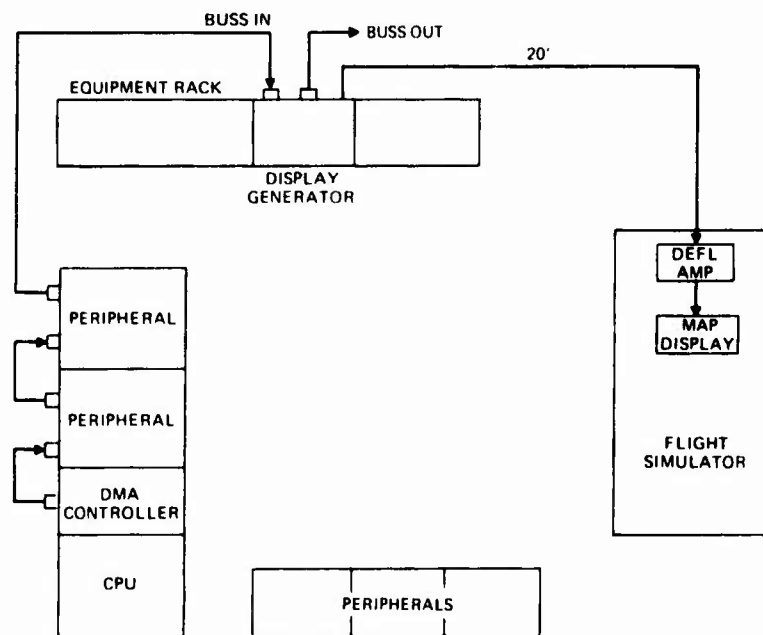 BUSS IN
BUSS OUT
20'
EQUIPMENT RACK
DISPLAY
GENERATOR
DEFL
AMP
MAP
DISPLAY
FLIGHT
SIMULATOR
PERIPHERAL
PERIPHERAL
DMA
CONTROLLER
CPU
PERIPHERALS